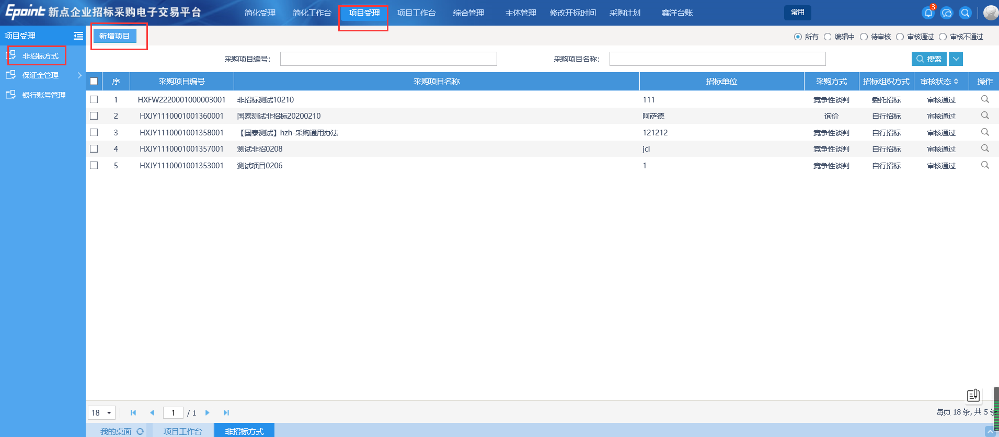 Epoint 新点企业招标采购电子交易平台
简化受理 简化工作台 项目受理 项目工作台 综合管理 主体管理 修改开标时间 采购计划 鑫洋台账 常用 3
项目受理
非招标方式
保证金管理
银行账号管理
新增项目 所有 编辑中 待审核 审核通过 审核不通过
采购项目编号: 采购项目名称: 搜索
序 采购项目编号 采购项目名称 招标单位 采购方式 招标组织方式 审核状态 操作
1 HXFW2220001000003001 非招标测试10210 111 竞争性谈判 委托招标 审核通过
2 HXJY1110001001360001 国泰测试非招标20200210 阿萨德 询价 自行招标 审核通过
3 HXJY1110001001358001 【国泰测试】hzh-采购通用办法 121212 竞争性谈判 自行招标 审核通过
4 HXJY1110001001357001 测试非招0208 jcl 竞争性谈判 自行招标 审核通过
5 HXJY1110001001353001 测试项目0206 1 竞争性谈判 自行招标 审核通过
18 1 / 1 每页 18 条, 共 5 条
我的桌面 项目工作台 非招标方式